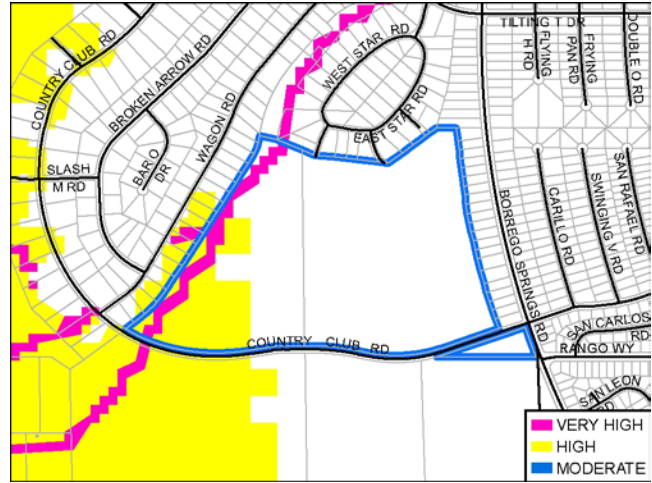 TILTING T DR
COUNTRY CLUB RD
BROKEN ARROW RD
WAGON RD
WEST STAR RD
EAST STAR RD
FLYING
H RD
FRYING
PAN RD
DOUBLE O RD
SLASH
M RD
BAR O
DR
BORREGO SPRINGS RD
CARILLO RD
SWINGING V RD
SAN RAFAEL RD
COUNTRY CLUB RD
SAN CARLOS
RD
RANGO WY
SAN LEON
RD
VERY HIGH
HIGH
MODERATE